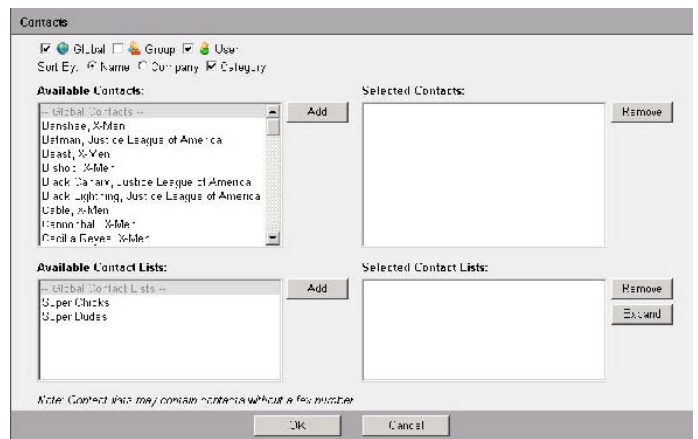 Contacts
Global Group User
Sort By: Name Company Category
Available Contacts:
Selected Contacts:
-- Global Contacts --
Banshee, X-Men
Batman, Justice League of America
Beast, X-Men
Bishop, X-Men
Black Canary, Justice League of America
Black Lightning, Justice League of America
Cable, X-Men
Cannonball, X-Men
Cecilia Reyes, X-Men
Add
Remove
Available Contact Lists:
Selected Contact Lists:
-- Global Contact Lists --
Super Chicks
Super Dudes
Add
Remove
Expand
Note: Contact lists may contain contacts without a fax number
OK
Cancel